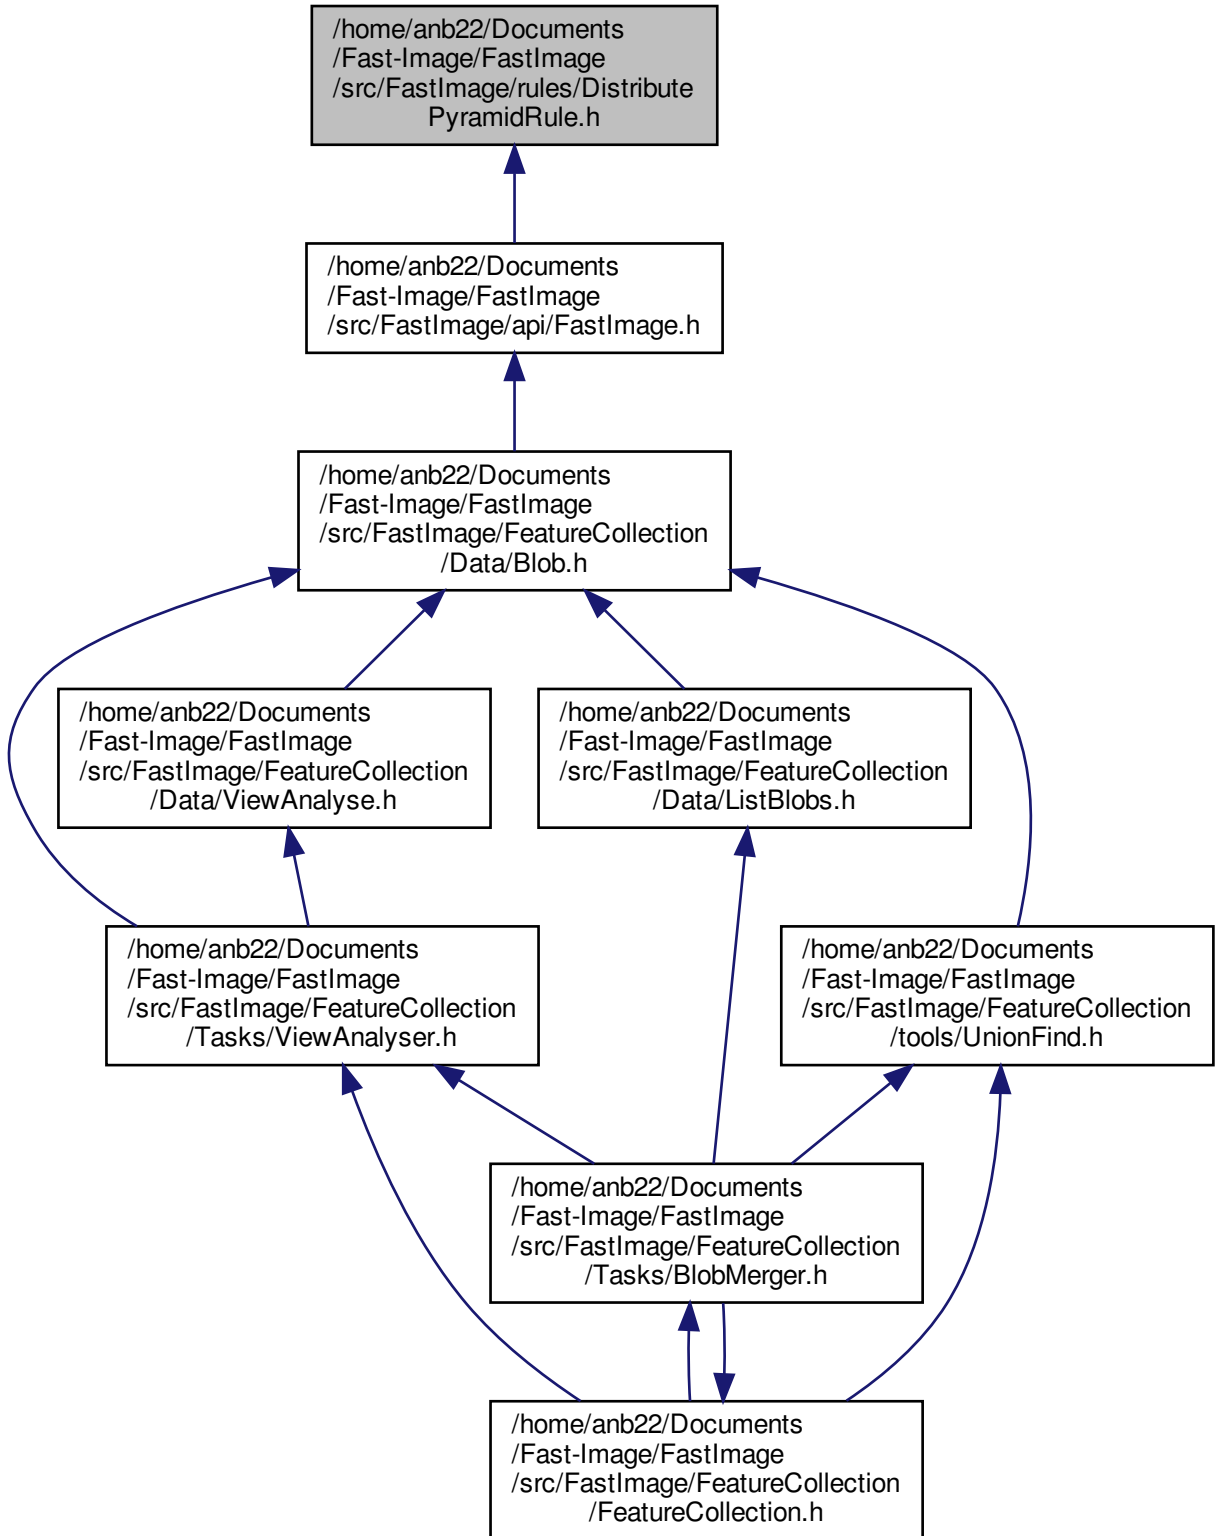 /home/anb22/Documents
/Fast-Image/FastImage
/src/FastImage/rules/Distribute
PyramidRule.h
/home/anb22/Documents
/Fast-Image/FastImage
/src/FastImage/api/FastImage.h
/home/anb22/Documents
/Fast-Image/FastImage
/src/FastImage/FeatureCollection
/Data/Blob.h
/home/anb22/Documents
/Fast-Image/FastImage
/src/FastImage/FeatureCollection
/Data/ViewAnalyse.h
/home/anb22/Documents
/Fast-Image/FastImage
/src/FastImage/FeatureCollection
/Data/ListBlobs.h
/home/anb22/Documents
/Fast-Image/FastImage
/src/FastImage/FeatureCollection
/Tasks/ViewAnalyser.h
/home/anb22/Documents
/Fast-Image/FastImage
/src/FastImage/FeatureCollection
/tools/UnionFind.h
/home/anb22/Documents
/Fast-Image/FastImage
/src/FastImage/FeatureCollection
/Tasks/BlobMerger.h
/home/anb22/Documents
/Fast-Image/FastImage
/src/FastImage/FeatureCollection
/FeatureCollection.h